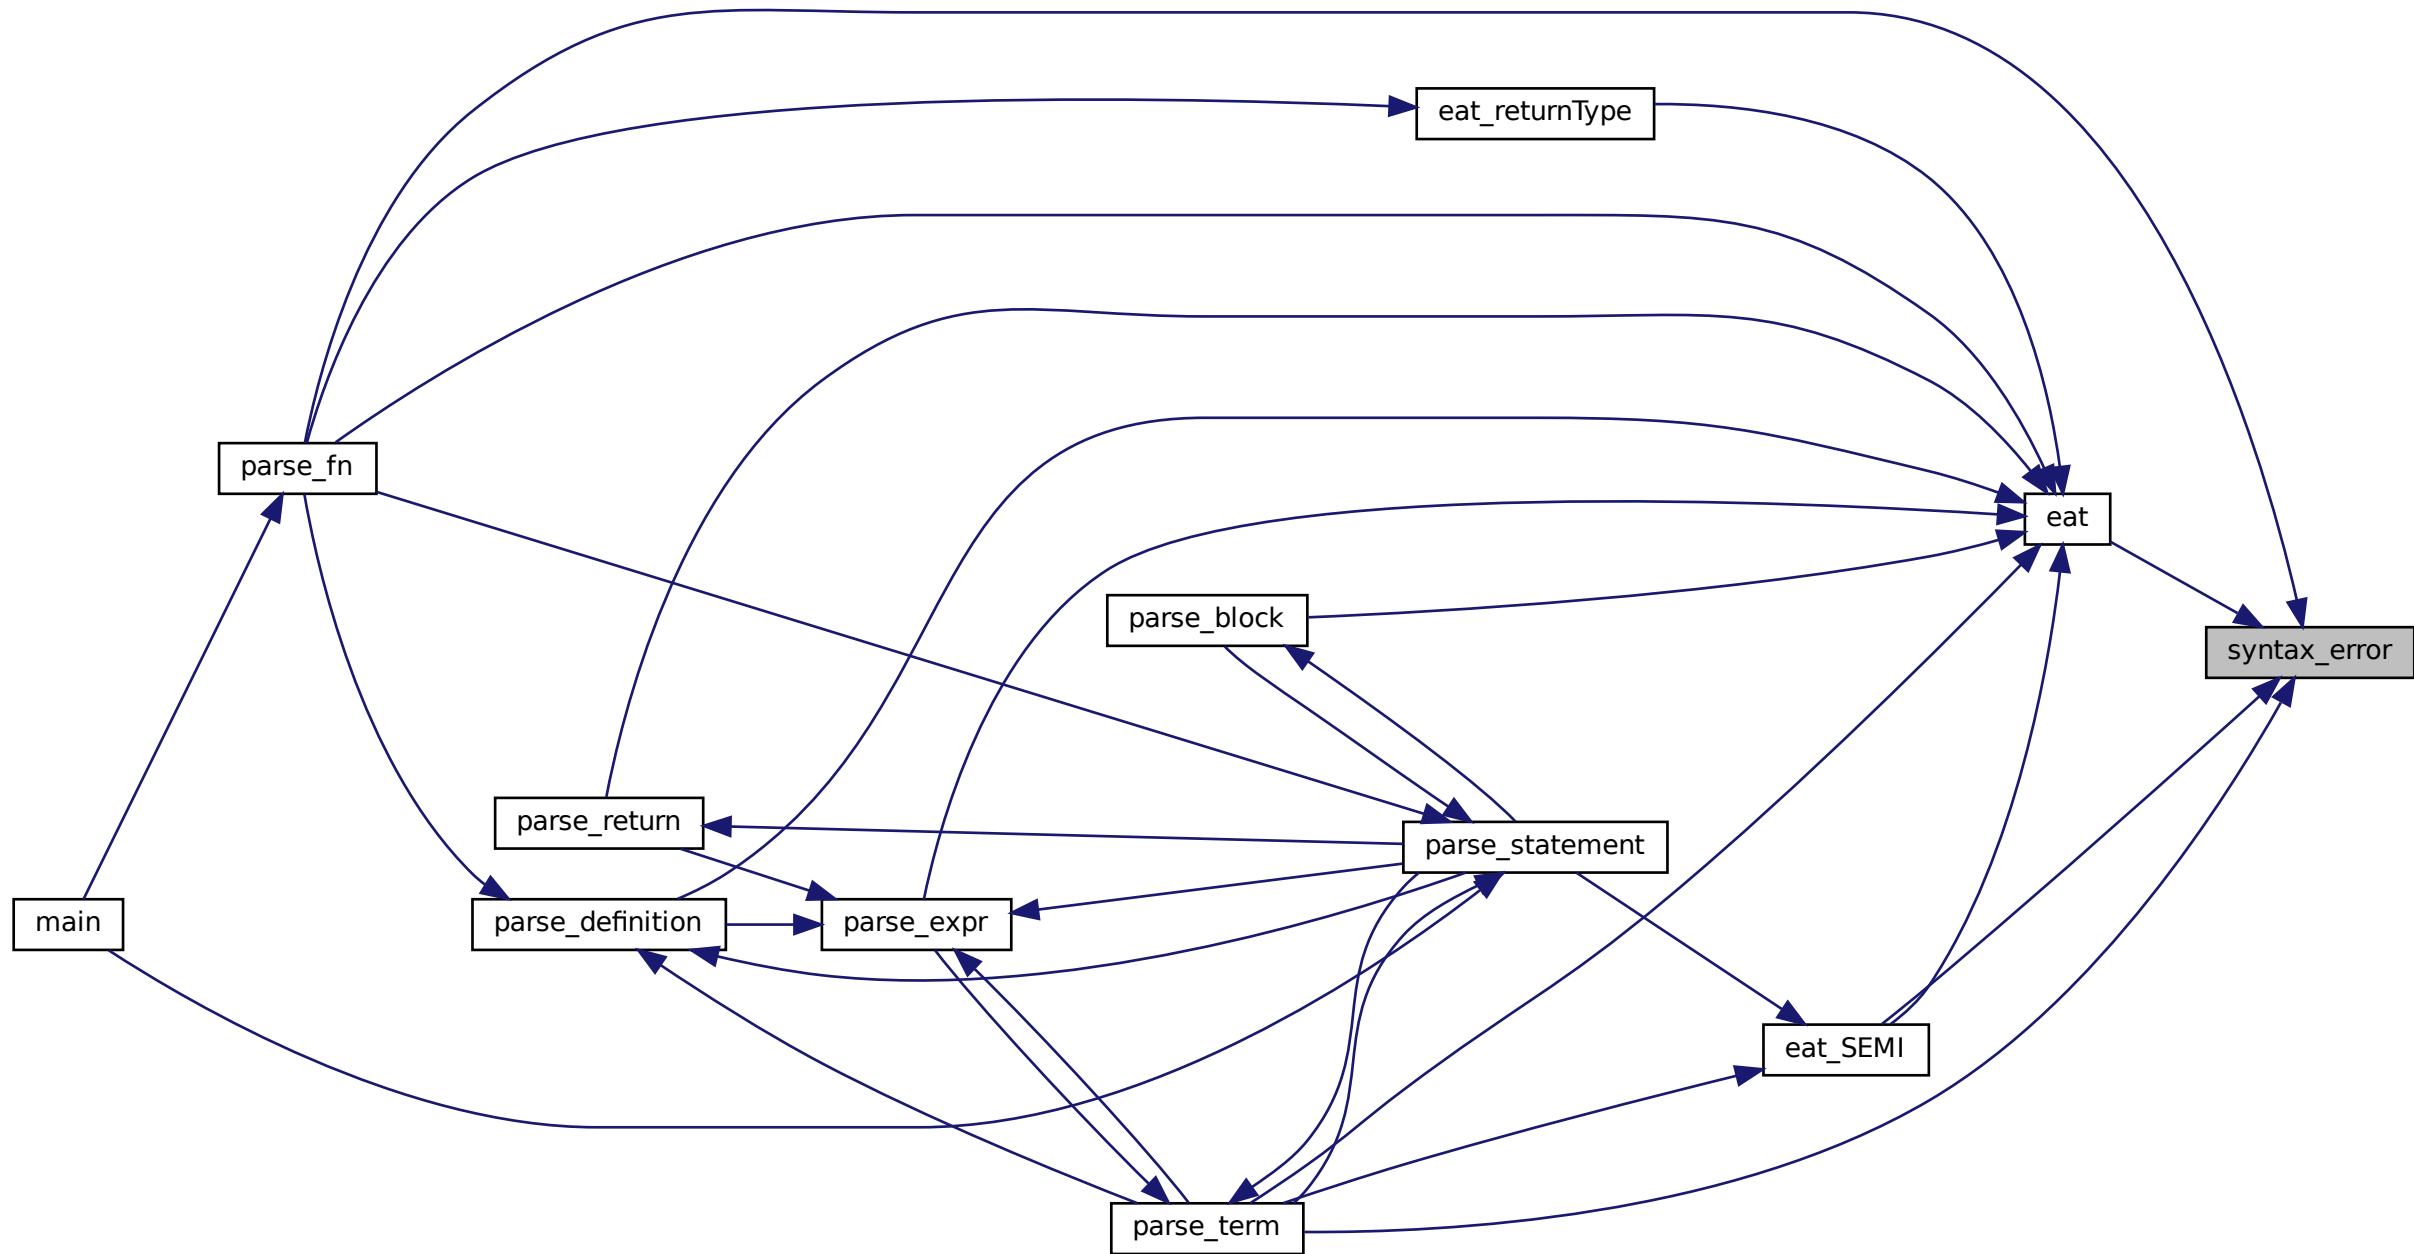 eat_returnType
parse_fn
eat
parse_block
syntax_error
parse_return
parse_statement
main
parse_definition
parse_expr
eat_SEMI
parse_term